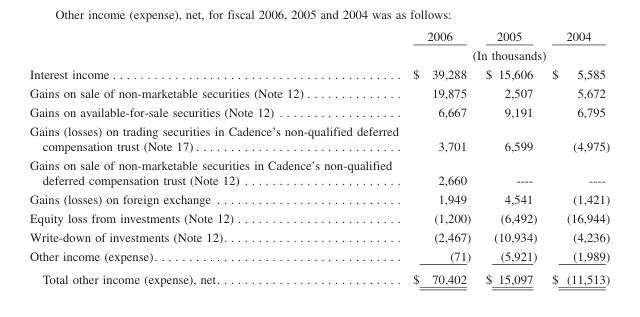 Other income (expense), net, for fiscal 2006, 2005 and 2004 was as follows:
2006 2005 2004
(In thousands)
Interest income . . . . . . . . . . . . . . . . . . . . . . . . . . . . . . . . . . . . . . . . . . $ 39,288 $ 15,606 $ 5,585
Gains on sale of non-marketable securities (Note 12) . . . . . . . . . . . . . . 19,875 2,507 5,672
Gains on available-for-sale securities (Note 12) . . . . . . . . . . . . . . . . . . 6,667 9,191 6,795
Gains (losses) on trading securities in Cadence's non-qualified deferred
compensation trust (Note 17) . . . . . . . . . . . . . . . . . . . . . . . . . . . . . . 3,701 6,599 (4,975)
Gains on sale of non-marketable securities in Cadence's non-qualified
deferred compensation trust (Note 12) . . . . . . . . . . . . . . . . . . . . . . . 2,660 ---- ----
Gains (losses) on foreign exchange . . . . . . . . . . . . . . . . . . . . . . . . . . . 1,949 4,541 (1,421)
Equity loss from investments (Note 12) . . . . . . . . . . . . . . . . . . . . . . . . (1,200) (6,492) (16,944)
Write-down of investments (Note 12) . . . . . . . . . . . . . . . . . . . . . . . . . . (2,467) (10,934) (4,236)
Other income (expense) . . . . . . . . . . . . . . . . . . . . . . . . . . . . . . . . . . . . (71) (5,921) (1,989)
Total other income (expense), net . . . . . . . . . . . . . . . . . . . . . . . . . . . $ 70,402 $ 15,097 $ (11,513)